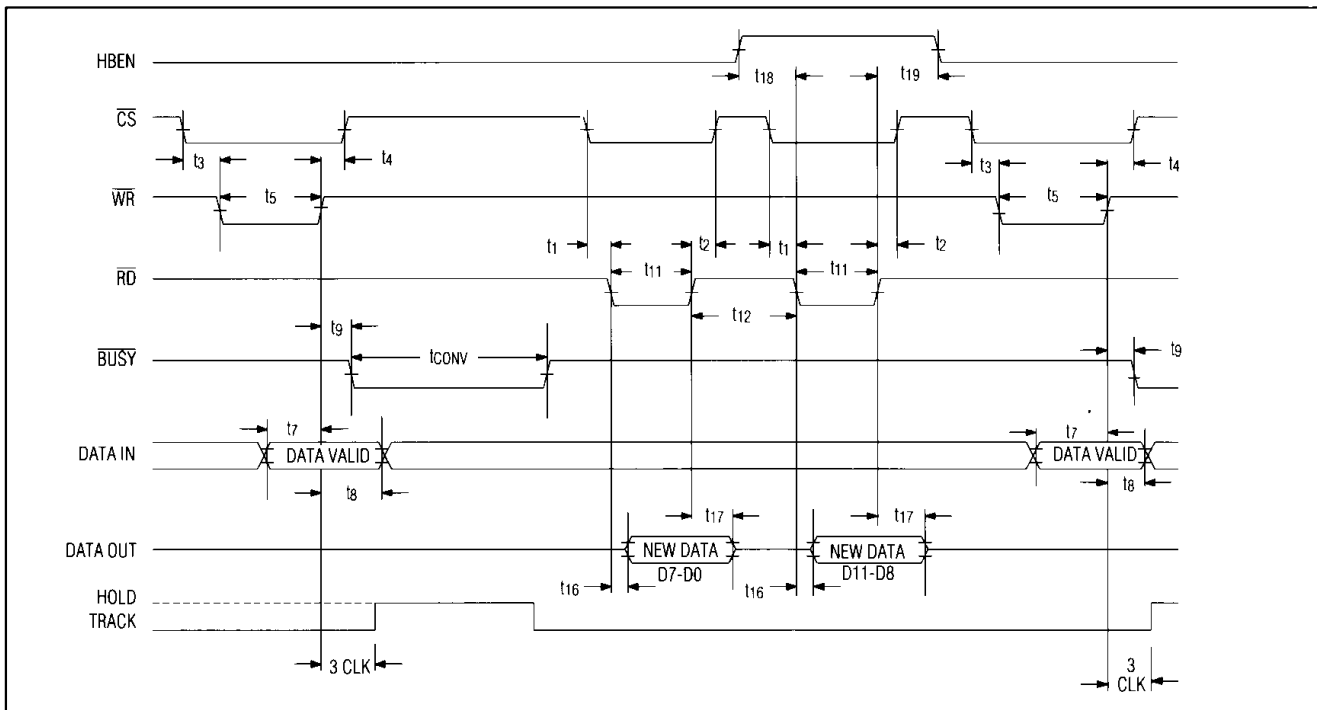 HBEN
t18
t19
CS
t3
t4
t3
t4
WR
t5
t5
t1
t2
t1
t2
RD
t11
t11
t12
BUSY
t9
tCONV
t9
DATA IN
t7
DATA VALID
t8
t7
DATA VALID
t8
t17
t17
DATA OUT
NEW DATA
D7-D0
NEW DATA
D11-D8
t16
t16
HOLD
TRACK
3 CLK
3
CLK